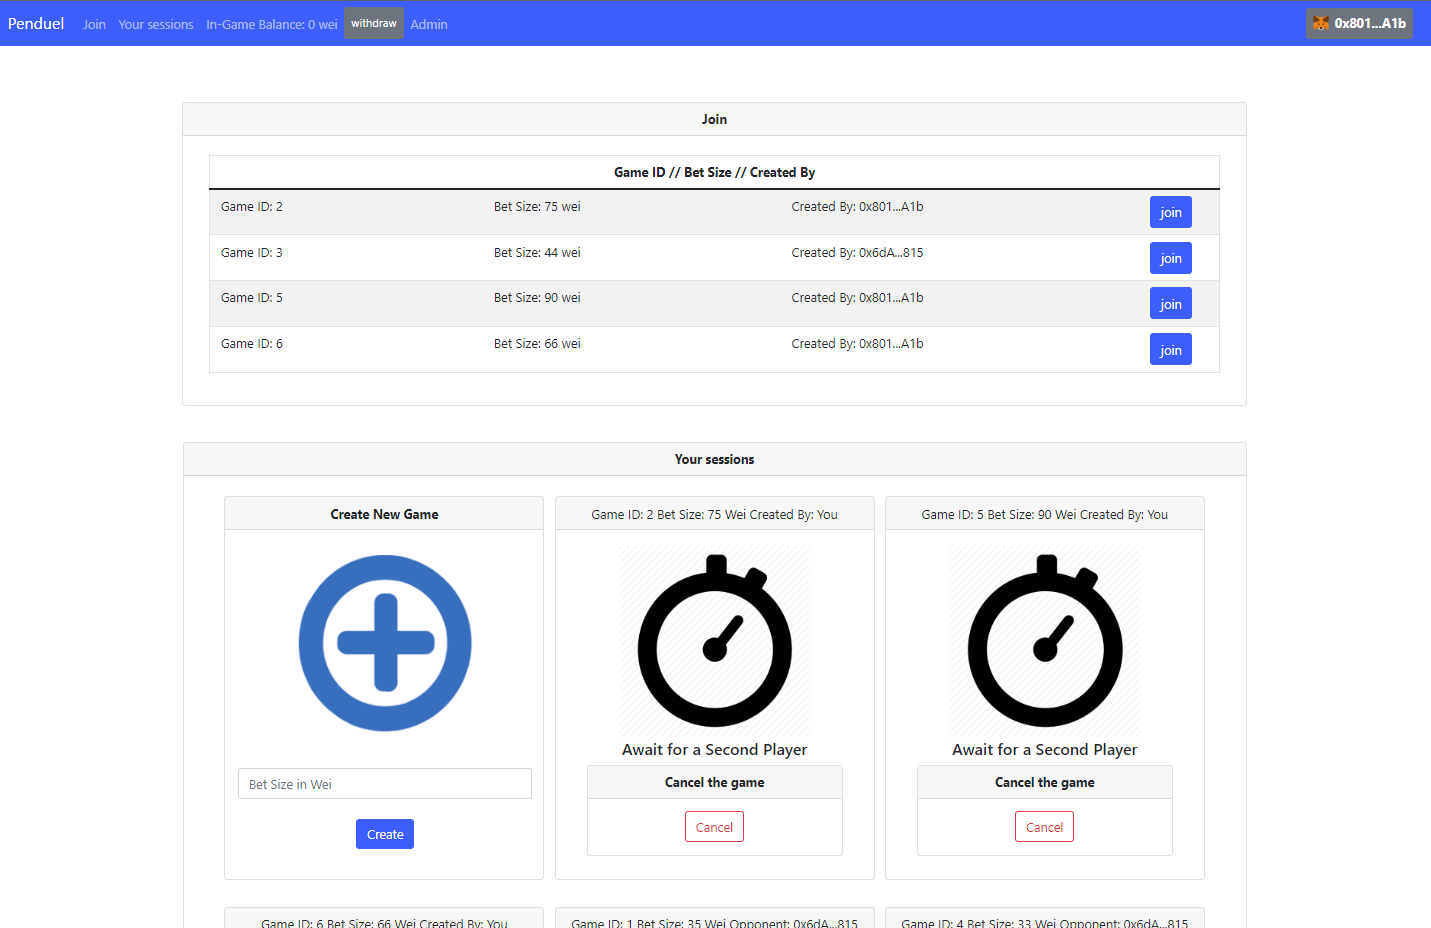 Penduel Join Your sessions In-Game Balance: 0 wei withdraw Admin 0x801...A1b
Join
Game ID // Bet Size // Created By
Game ID: 2 Bet Size: 75 wei Created By: 0x801...A1b join
Game ID: 3 Bet Size: 44 wei Created By: 0x6dA...815 join
Game ID: 5 Bet Size: 90 wei Created By: 0x801...A1b join
Game ID: 6 Bet Size: 66 wei Created By: 0x801...A1b join
Your sessions
Create New Game
Bet Size in Wei
Create
Game ID: 2 Bet Size: 75 Wei Created By: You
Await for a Second Player
Cancel the game
Cancel
Game ID: 5 Bet Size: 90 Wei Created By: You
Await for a Second Player
Cancel the game
Cancel
Game ID: 6 Bet Size: 66 Wei Created By: You
Game ID: 1 Bet Size: 35 Wei Opponent: 0x6dA...815
Game ID: 4 Bet Size: 33 Wei Opponent: 0x6dA...815